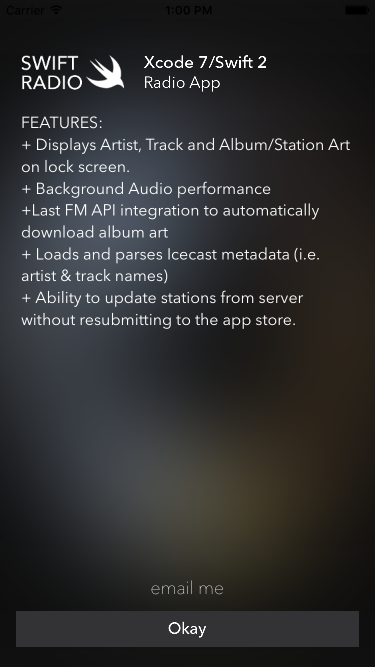 Carrier 1:00 PM
SWIFT
RADIO
Xcode 7/Swift 2
Radio App
FEATURES:
+ Displays Artist, Track and Album/Station Art
on lock screen.
+ Background Audio performance
+Last FM API integration to automatically
download album art
+ Loads and parses Icecast metadata (i.e.
artist & track names)
+ Ability to update stations from server
without resubmitting to the app store.
email me
Okay